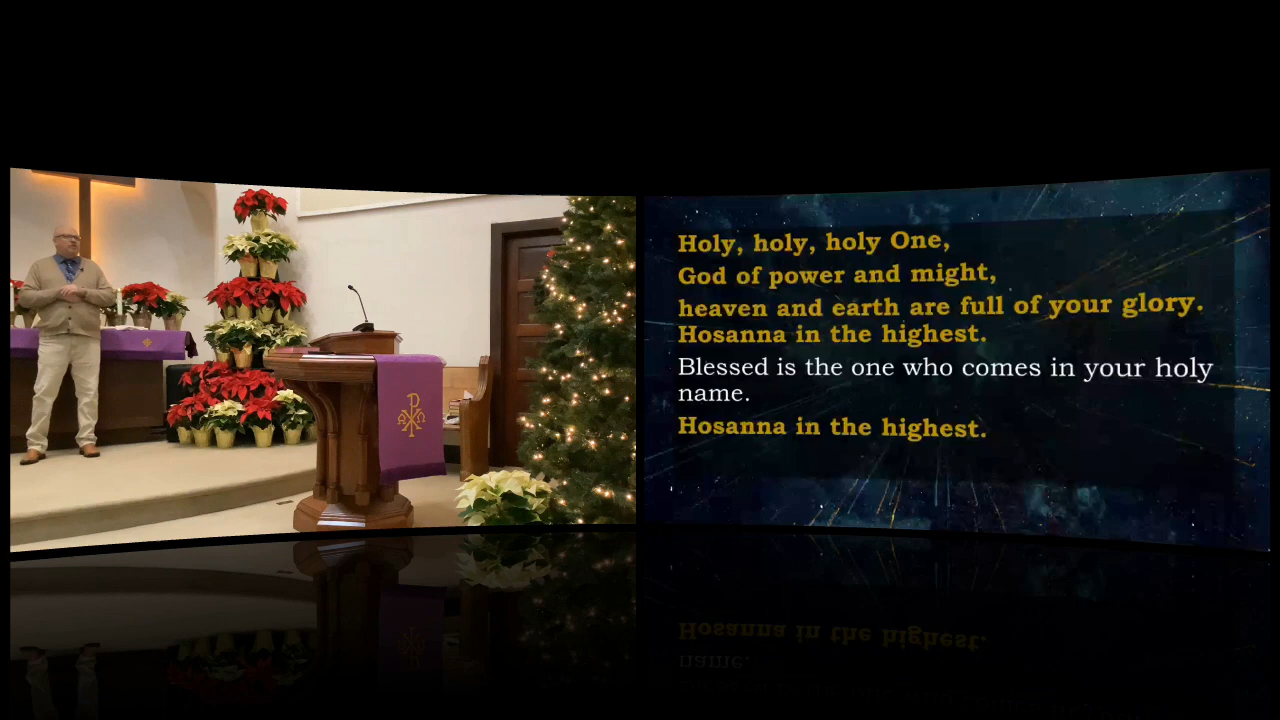 Holy, holy, holy One,
God of power and might,
heaven and earth are full of your glory.
Hosanna in the highest.
Blessed is the one who comes in your holy
name.
Hosanna in the highest.